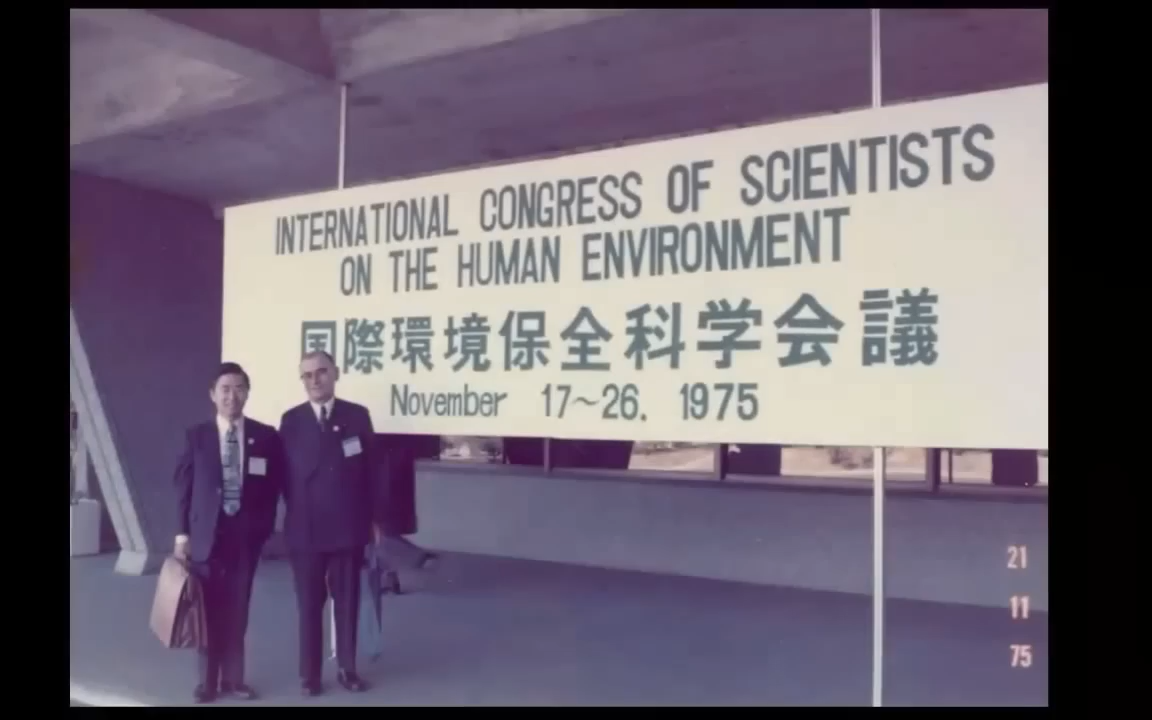 INTERNATIONAL CONGRESS OF SCIENTISTS
ON THE HUMAN ENVIRONMENT
国際環境保全科学会議
November 17~26. 1975
21
11
75